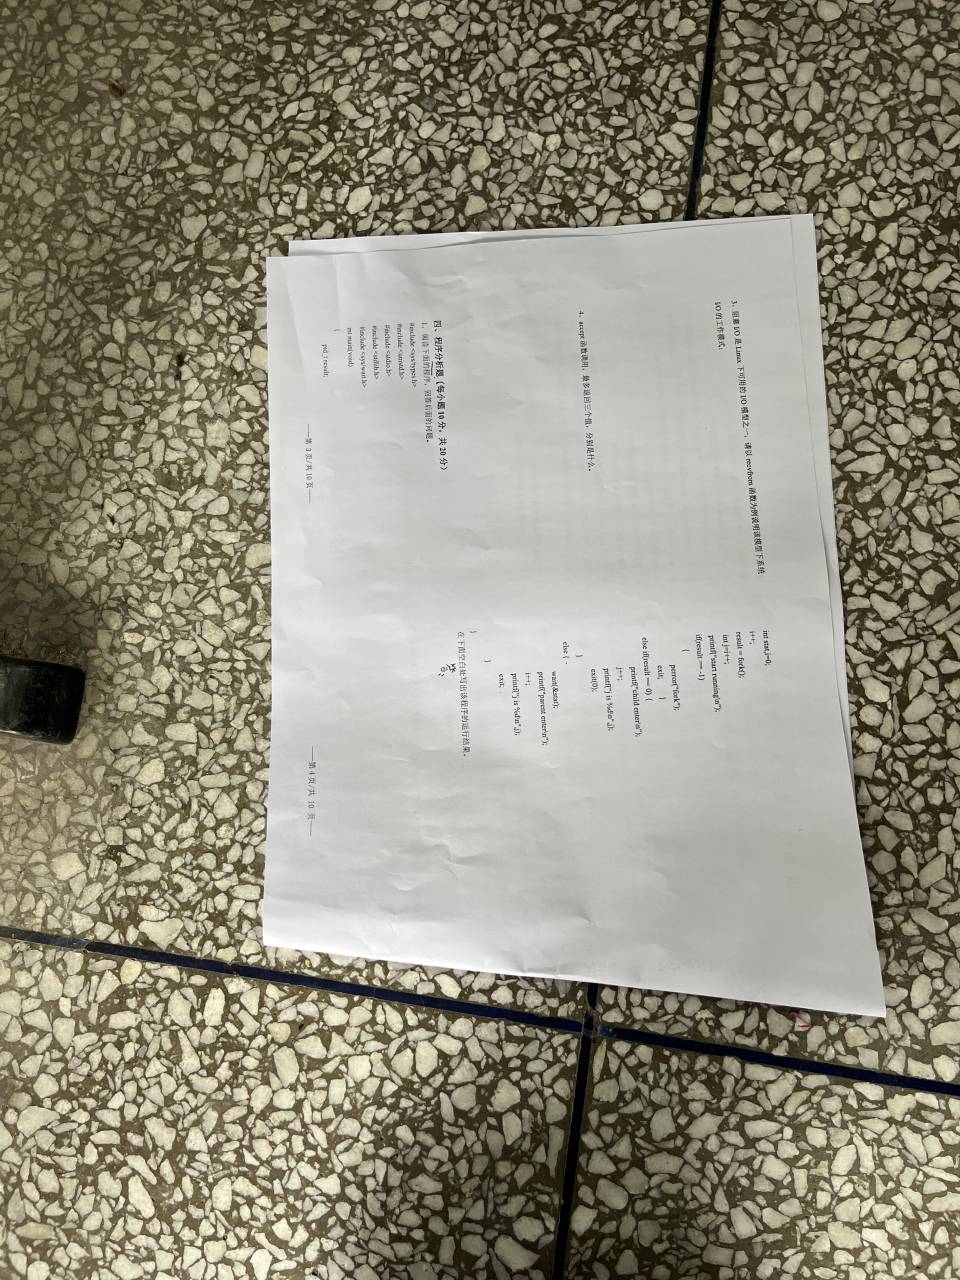 3、阻塞 I/O 是 Linux 下可用的 I/O 模型之一，请以 recvfrom 函数为例说明该模型下系统
I/O 的工作模式：
4、accept 函数调用，最多返回三个值，分别是什么。
四、程序分析题（每小题 10 分，共 20 分）
1、阅读下面的程序，回答后面的问题。
#include <sys/types.h>
#include <unistd.h>
#include <stdio.h>
#include <stdlib.h>
#include <sys/wait.h>
int main(void)
{
pid_t result;
——第 3 页/共 10 页——
int stat,i=0;
i++;
result = fork();
int j=i++;
printf("start running\n");
if(result == -1)
{
perror("fork");
exit; }
else if(result == 0) {
printf("child enter\n");
j++;
printf("j is %d\n",j);
exit(0);
}
else {
wait(&stat);
printf("parent enter\n");
i++;
printf("j is %d\n",j);
exit;
}
}
在下面空白处写出该程序的运行结果。
答：
——第 4 页/共 10 页——